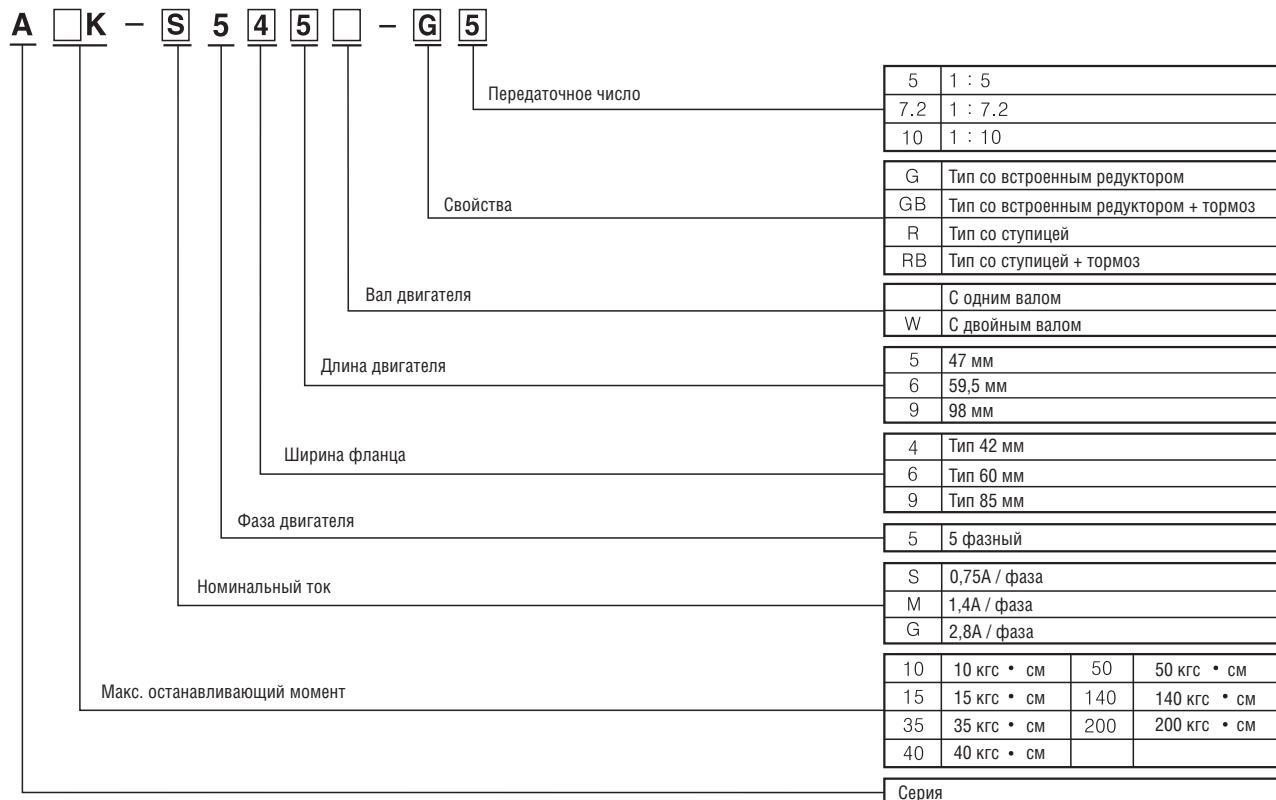 A □K – S 5 4 5 □ – G 5
Передаточное число
5 1 : 5
7.2 1 : 7.2
10 1 : 10
Свойства
G Тип со встроенным редуктором
GB Тип со встроенным редуктором + тормоз
R Тип со ступицей
RB Тип со ступицей + тормоз
Вал двигателя
С одним валом
W С двойным валом
Длина двигателя
5 47 мм
6 59,5 мм
9 98 мм
Ширина фланца
4 Тип 42 мм
6 Тип 60 мм
9 Тип 85 мм
Фаза двигателя
5 5 фазный
Номинальный ток
S 0,75А / фаза
M 1,4А / фаза
G 2,8А / фаза
Макс. останавливающий момент
10 10 кгс • см 50 50 кгс • см
15 15 кгс • см 140 140 кгс • см
35 35 кгс • см 200 200 кгс • см
40 40 кгс • см
Серия